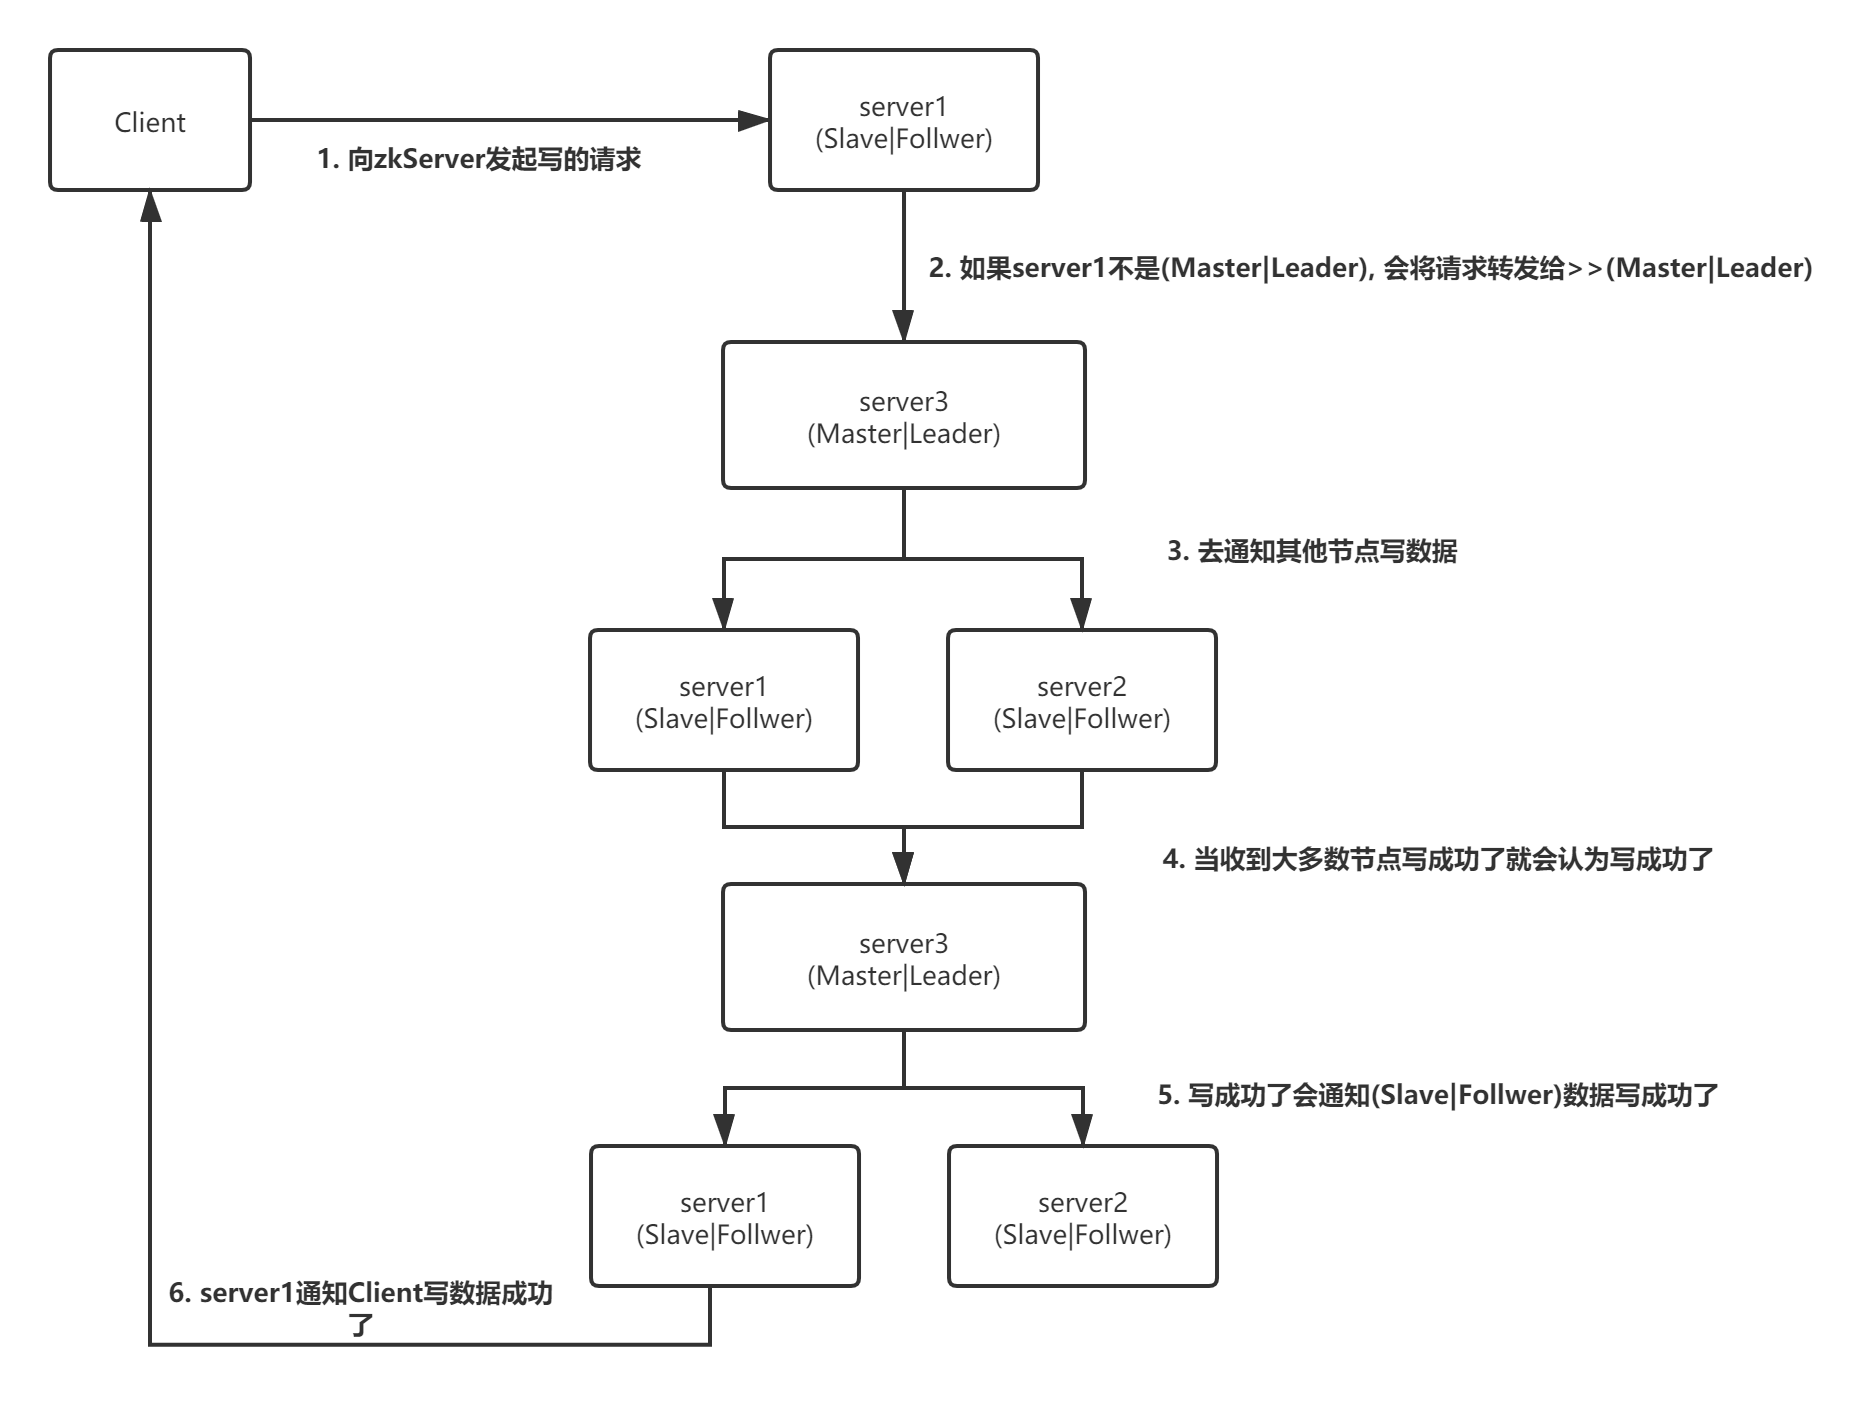 Client
server1
(Slave|Follwer)
1. 向zkServer发起写的请求
2. 如果server1不是(Master|Leader), 会将请求转发给>>(Master|Leader)
server3
(Master|Leader)
3. 去通知其他节点写数据
server1
(Slave|Follwer)
server2
(Slave|Follwer)
4. 当收到大多数节点写成功了就会认为写成功了
server3
(Master|Leader)
5. 写成功了会通知(Slave|Follwer)数据写成功了
server1
(Slave|Follwer)
server2
(Slave|Follwer)
6. server1通知Client写数据成功
了